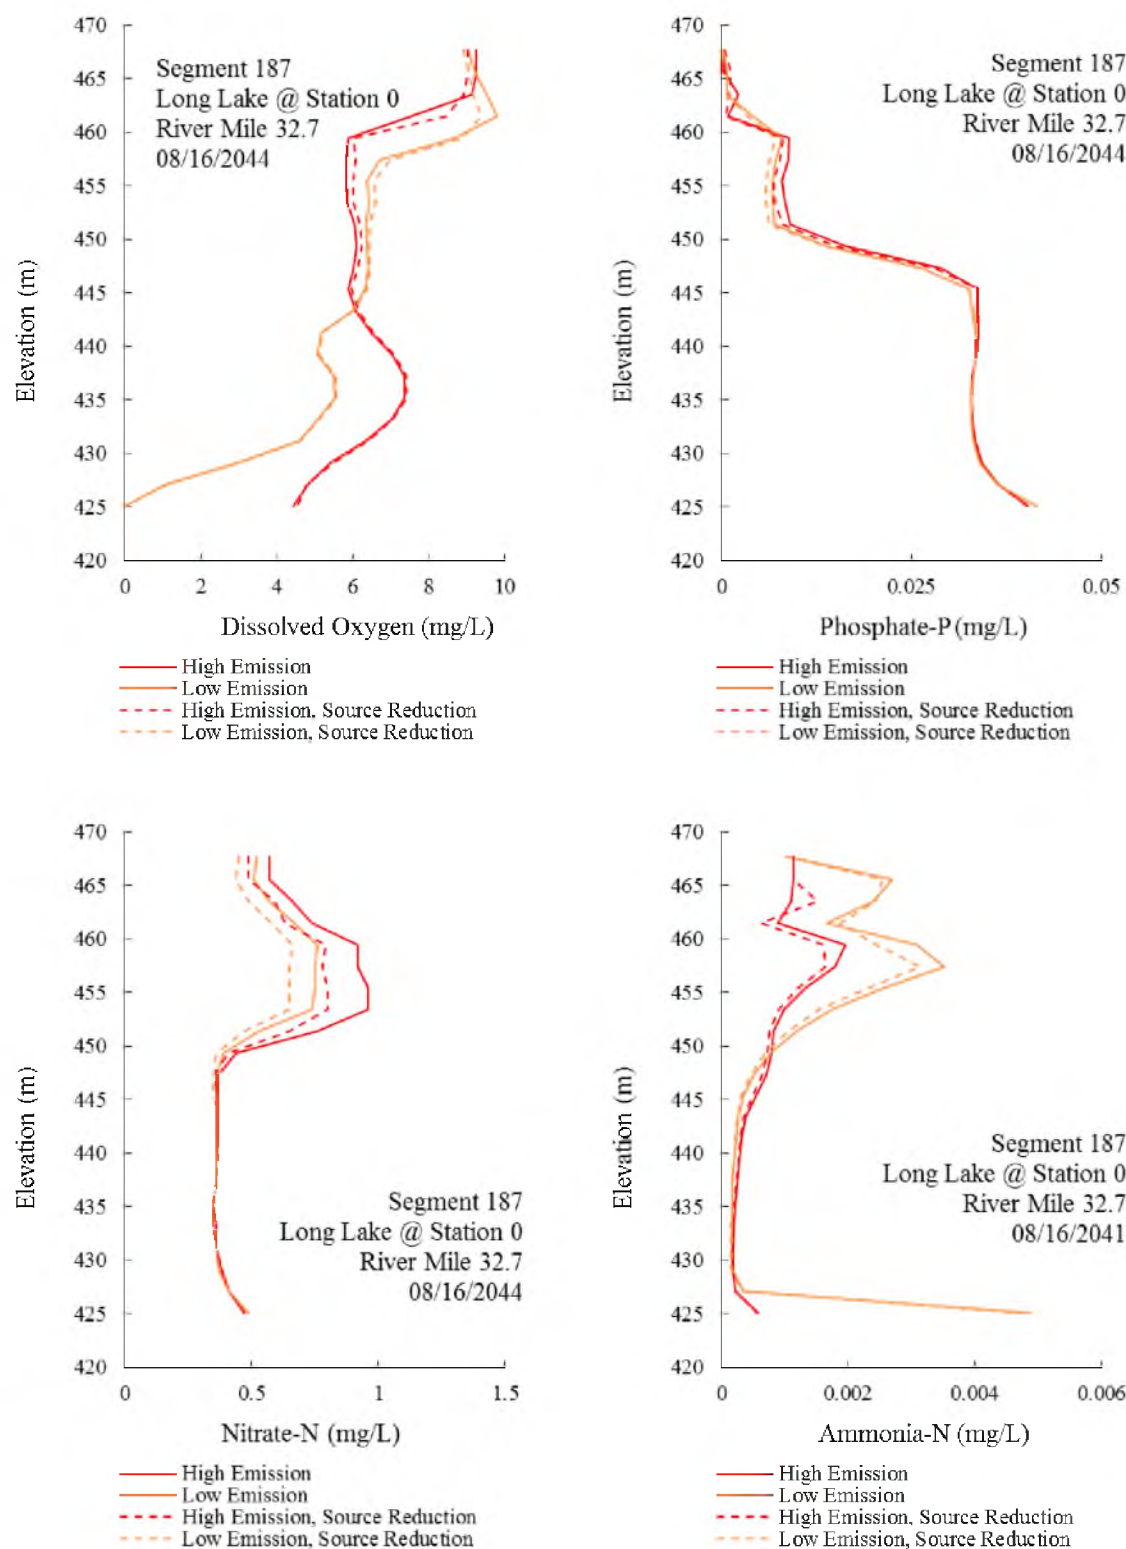 470
465
460
455
450
445
440
435
430
425
420
Elevation (m)
Segment 187
Long Lake @ Station 0
River Mile 32.7
08/16/2044
0
2
4
6
8
10
Dissolved Oxygen (mg/L)
High Emission
Low Emission
High Emission, Source Reduction
Low Emission, Source Reduction
470
465
460
455
450
445
440
435
430
425
420
Elevation (m)
Segment 187
Long Lake @ Station 0
River Mile 32.7
08/16/2044
0
0.025
0.05
Phosphate-P (mg/L)
High Emission
Low Emission
High Emission, Source Reduction
Low Emission, Source Reduction
470
465
460
455
450
445
440
435
430
425
420
Elevation (m)
Segment 187
Long Lake @ Station 0
River Mile 32.7
08/16/2044
0
0.5
1
1.5
Nitrate-N (mg/L)
High Emission
Low Emission
High Emission, Source Reduction
Low Emission, Source Reduction
470
465
460
455
450
445
440
435
430
425
420
Elevation (m)
Segment 187
Long Lake @ Station 0
River Mile 32.7
08/16/2041
0
0.002
0.004
0.006
Ammonia-N (mg/L)
High Emission
Low Emission
High Emission, Source Reduction
Low Emission, Source Reduction